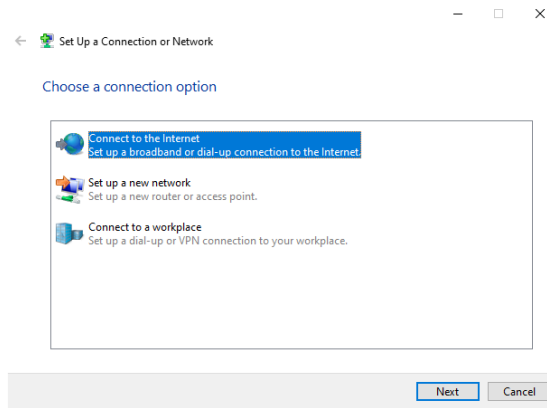 Set Up a Connection or Network
Choose a connection option
Connect to the Internet
Set up a broadband or dial-up connection to the Internet.
Set up a new network
Set up a new router or access point.
Connect to a workplace
Set up a dial-up or VPN connection to your workplace.
Next Cancel